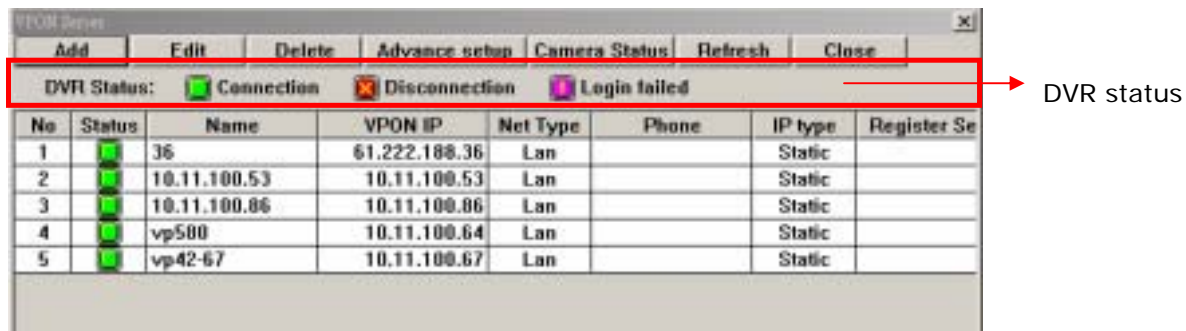 VPON Server
Add Edit Delete Advance setup Camera Status Refresh Close
DVR Status: Connection Disconnection Login failed
DVR status
No Status Name VPON IP Net Type Phone IP type Register Se
1 36 61.222.188.36 Lan Static
2 10.11.100.53 10.11.100.53 Lan Static
3 10.11.100.86 10.11.100.86 Lan Static
4 vp580 10.11.100.64 Lan Static
5 vp42-67 10.11.100.67 Lan Static